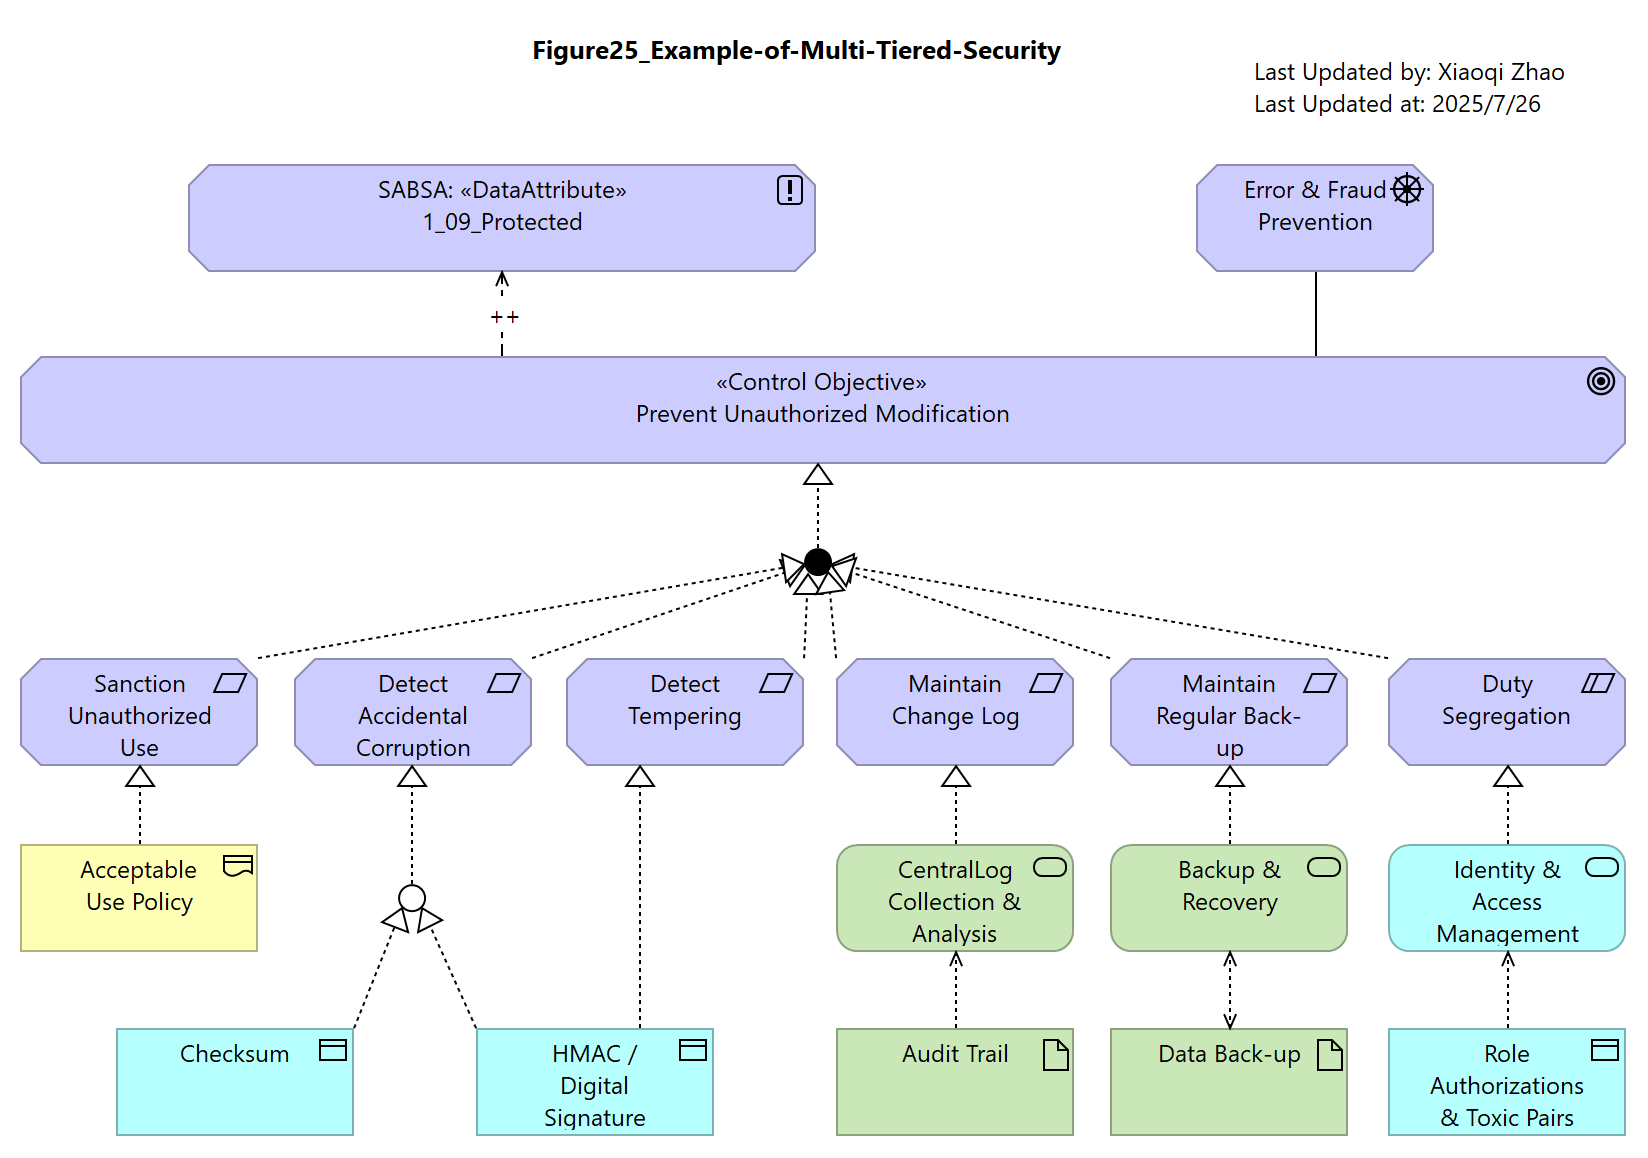 Figure25_Example-of-Multi-Tiered-Security
Last Updated by: Xiaoqi Zhao
Last Updated at: 2025/7/26
SABSA: «DataAttribute»
1_09_Protected
Error & Fraud
Prevention
++
«Control Objective»
Prevent Unauthorized Modification
Sanction
Unauthorized
Use
Detect
Accidental
Corruption
Detect
Tempering
Maintain
Change Log
Maintain
Regular Back-
up
Duty
Segregation
Acceptable
Use Policy
CentralLog
Collection &
Analysis
Backup &
Recovery
Identity &
Access
Management
Checksum
HMAC /
Digital
Signature
Audit Trail
Data Back-up
Role
Authorizations
& Toxic Pairs